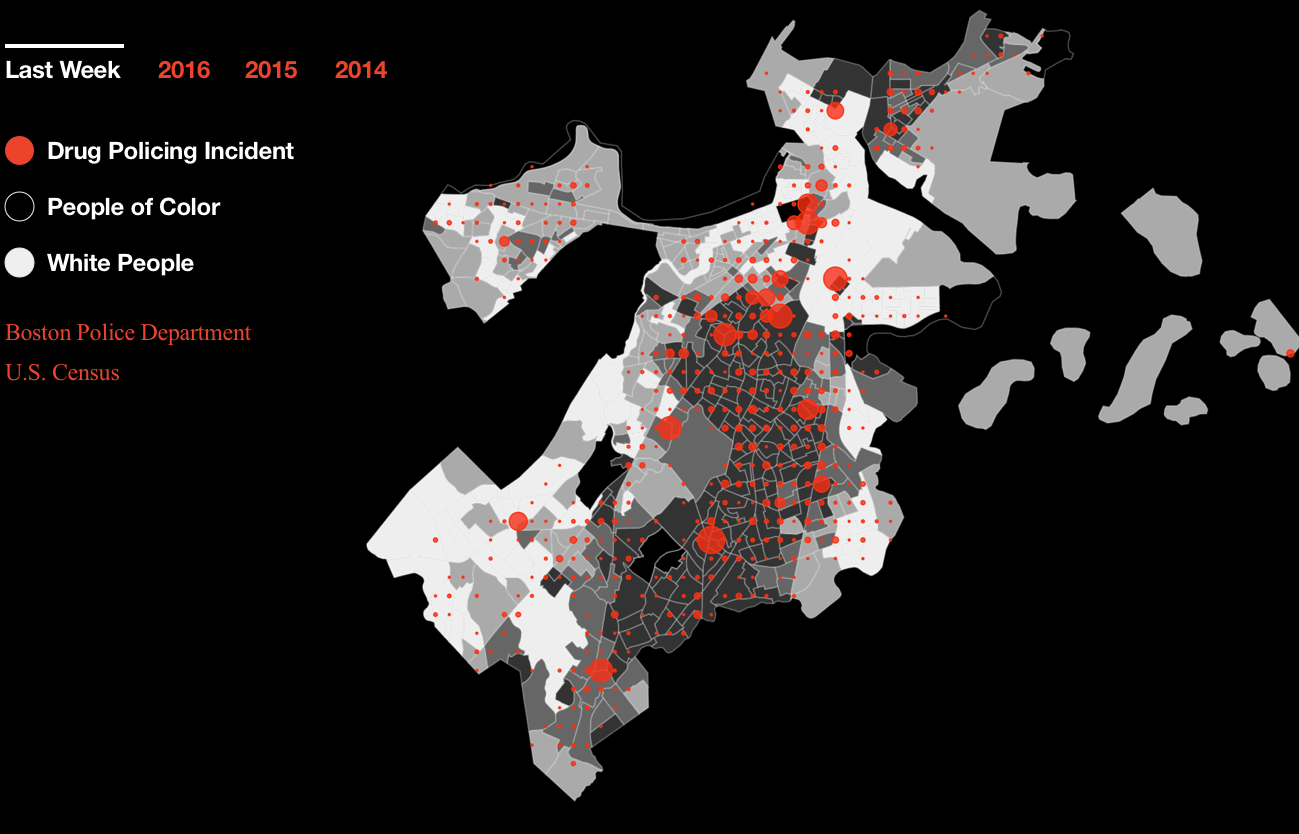 Last Week 2016 2015 2014
Drug Policing Incident
People of Color
White People
Boston Police Department
U.S. Census